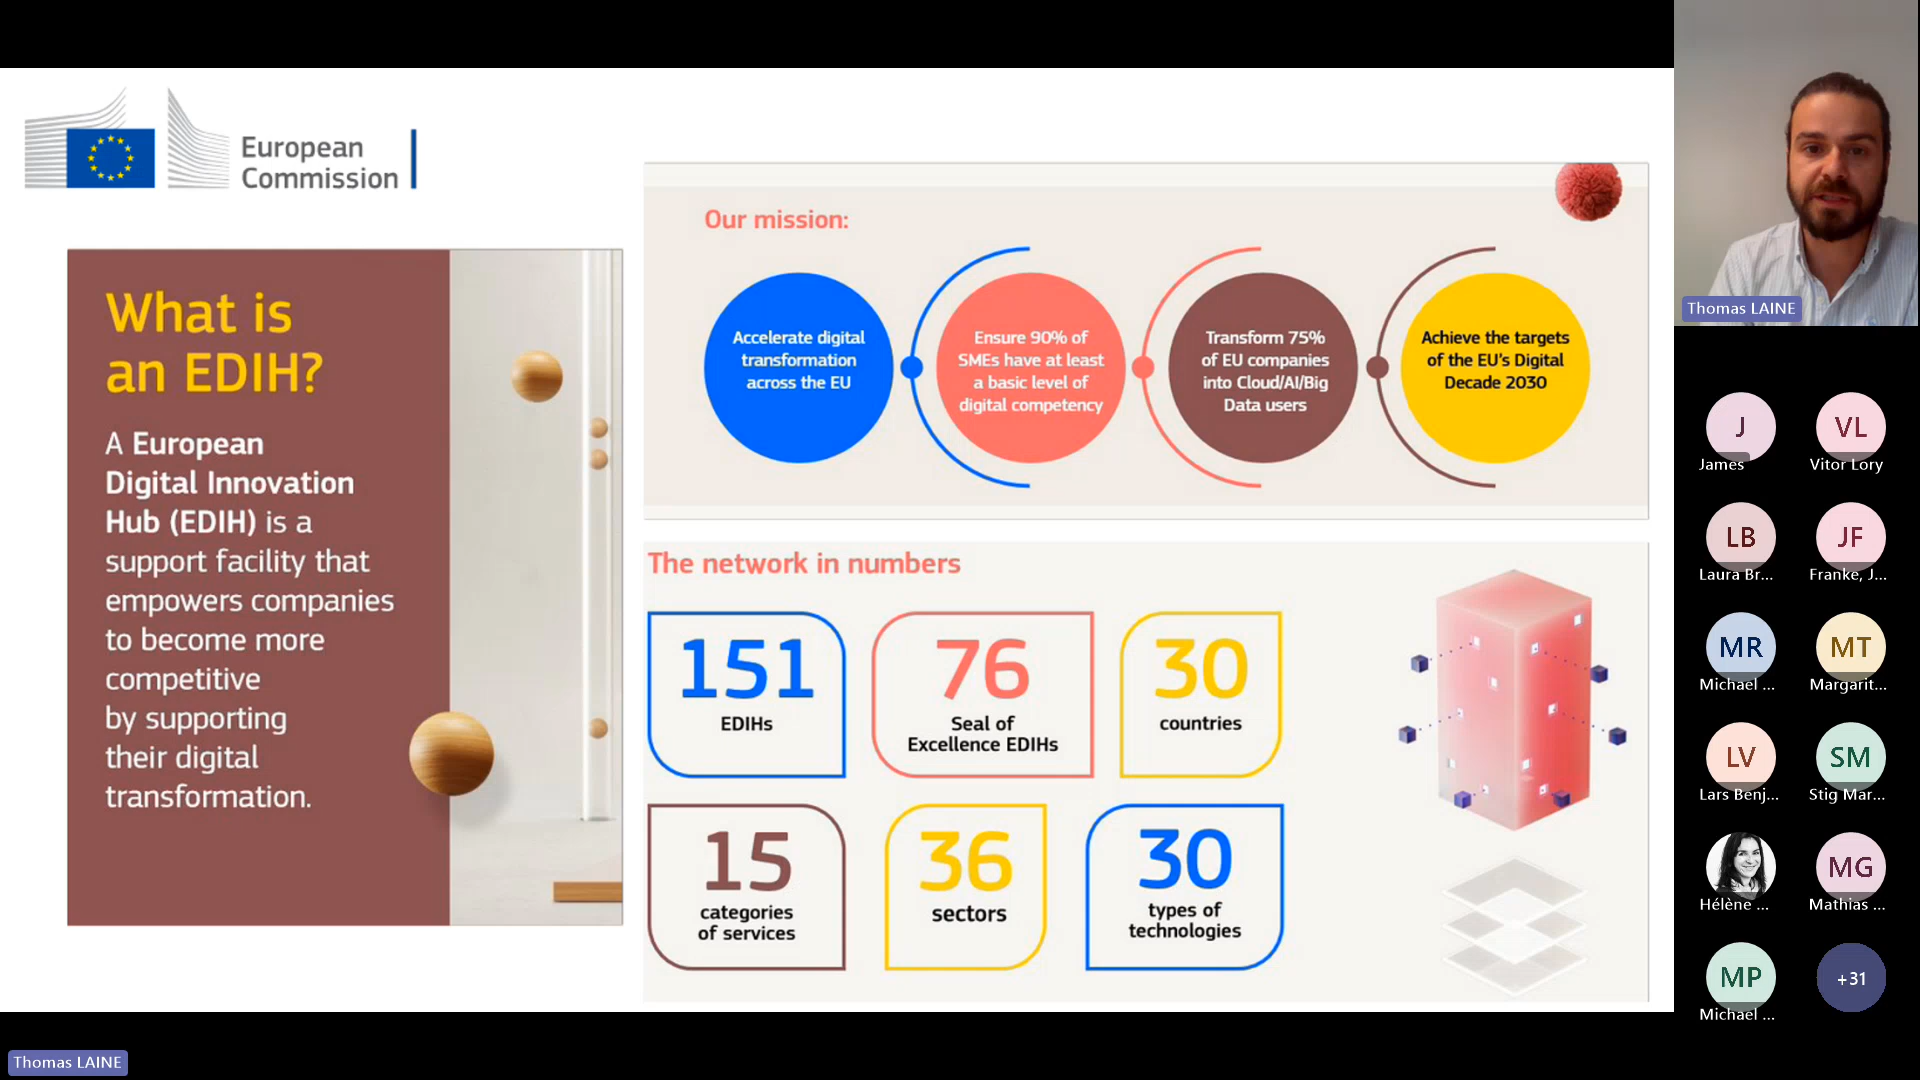 European
Commission
What is
an EDIH?
A European
Digital Innovation
Hub (EDIH) is a
support facility that
empowers companies
to become more
competitive
by supporting
their digital
transformation.
Our mission:
Accelerate digital
transformation
across the EU
Ensure 90% of
SMEs have at least
a basic level of
digital competency
Transform 75%
of EU companies
into Cloud/AI/Big
Data users
Achieve the targets
of the EU's Digital
Decade 2030
The network in numbers
151
EDIHs
76
Seal of
Excellence EDIHs
30
countries
15
categories
of services
36
sectors
30
types of
technologies
Thomas LAINE
J
James
VL
Vitor Lory
LB
Laura Br...
JF
Franke, J...
MR
Michael ...
MT
Margarit...
LV
Lars Benj...
SM
Stig Mar...
Hélène ...
MG
Mathias ...
MP
Michael ...
+31
Thomas LAINE